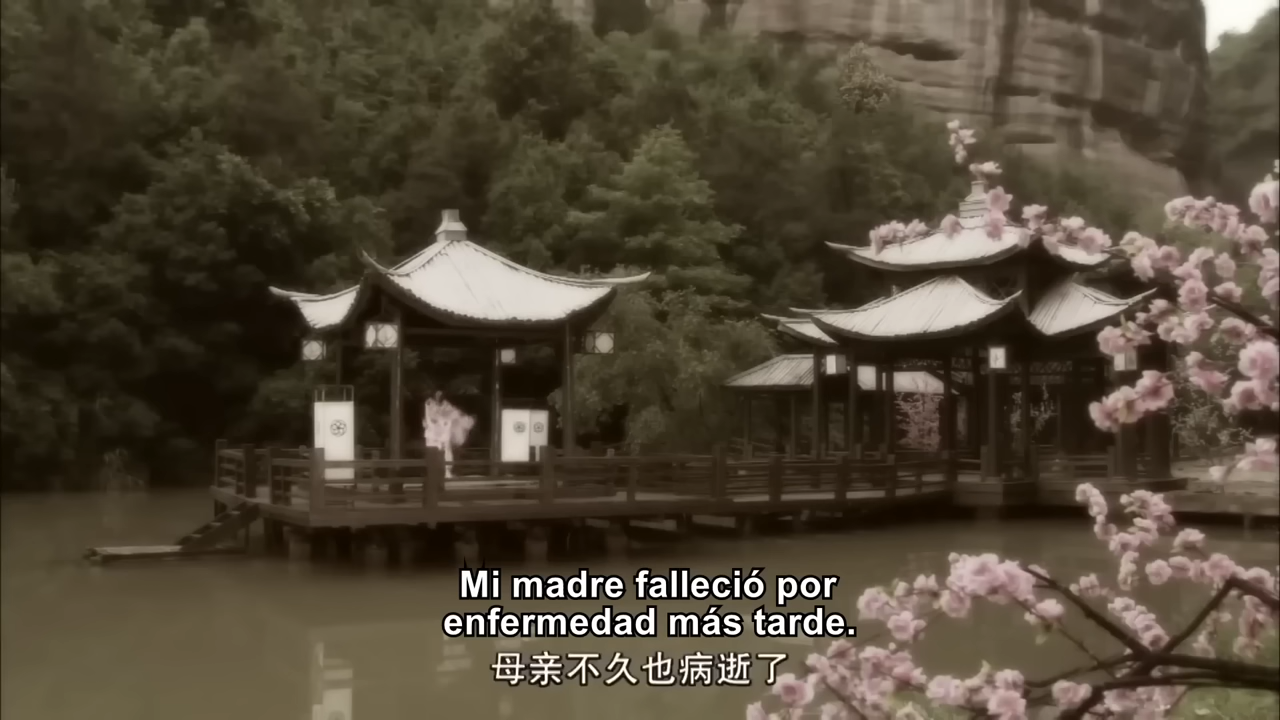 Mi madre falleció por
enfermedad más tarde.
母亲不久也病逝了